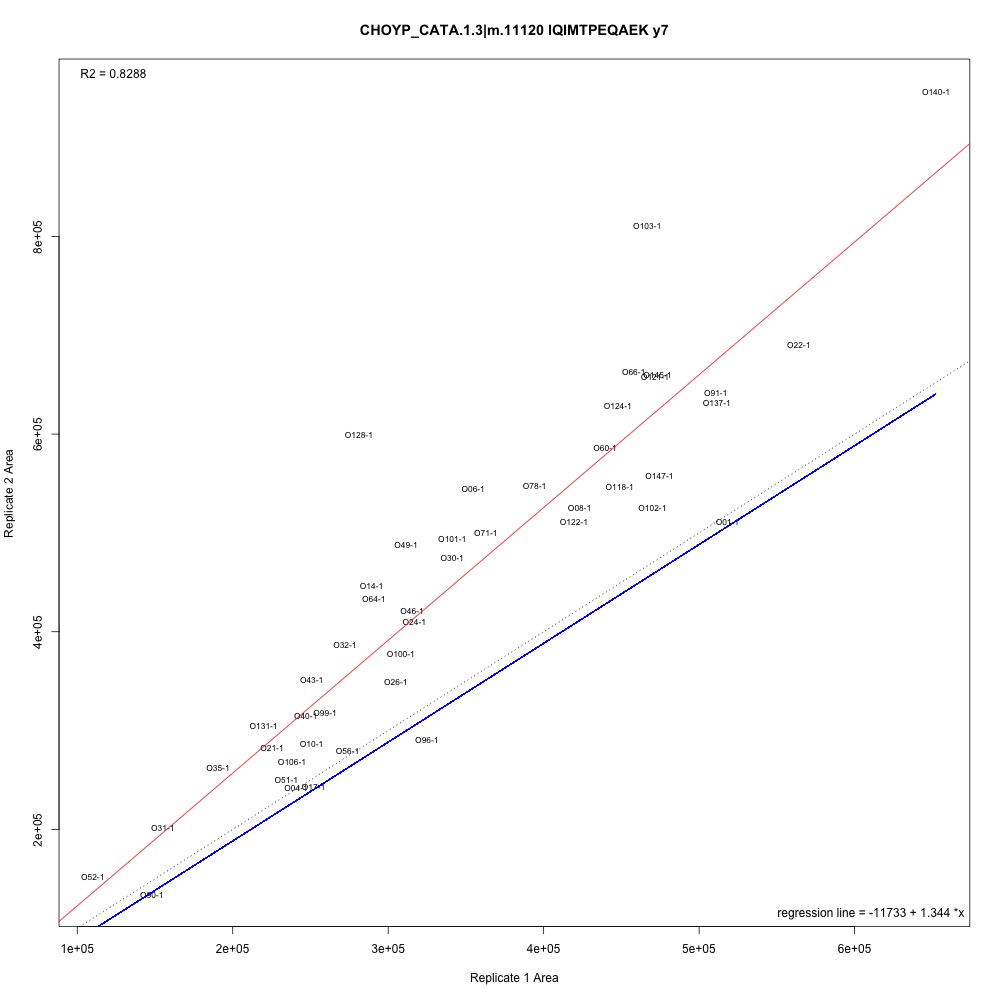 CHOYP_CATA.1.3|m.11120 IQIMTPEQAEK y7
R2 = 0.8288
O140-1
O103-1
O22-1
O66-1
O145-1
O91-1
O137-1
O124-1
O128-1
O60-1
O147-1
O06-1
O78-1
O118-1
O08-1
O102-1
O122-1
O01-1
O71-1
O101-1
O49-1
O30-1
O14-1
O64-1
O46-1
O24-1
O32-1
O100-1
O43-1
O26-1
O40-1
O99-1
O131-1
O96-1
O10-1
O21-1
O56-1
O106-1
O35-1
O51-1
O04-1
O17-1
O31-1
O52-1
regression line = -11733 + 1.344 *x
8e+05
6e+05
4e+05
2e+05
Replicate 2 Area
1e+05 2e+05 3e+05 4e+05 5e+05 6e+05
Replicate 1 Area